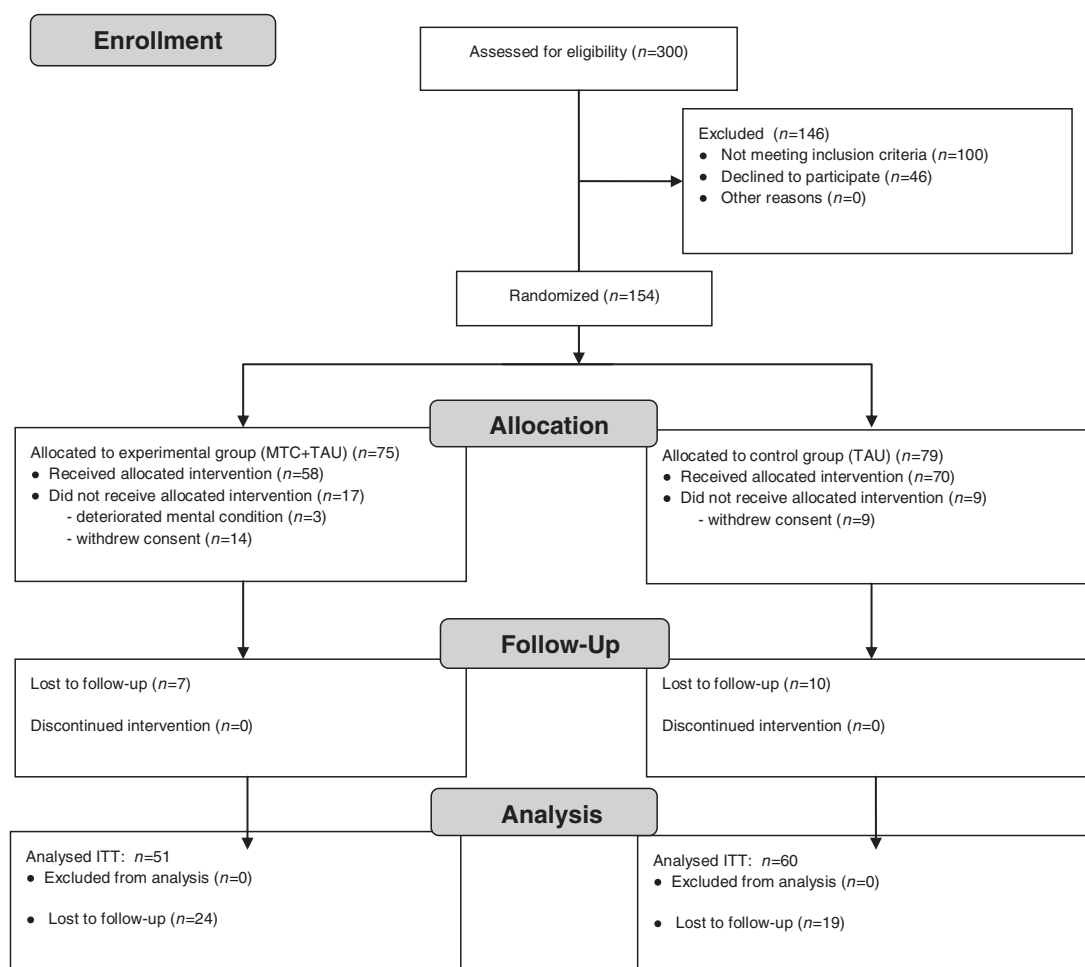 Enrollment
Assessed for eligibility (n=300)
Excluded (n=146)
● Not meeting inclusion criteria (n=100)
● Declined to participate (n=46)
● Other reasons (n=0)
Randomized (n=154)
Allocation
Allocated to experimental group (MTC+TAU) (n=75)
● Received allocated intervention (n=58)
● Did not receive allocated intervention (n=17)
- deteriorated mental condition (n=3)
- withdrew consent (n=14)
Allocated to control group (TAU) (n=79)
● Received allocated intervention (n=70)
● Did not receive allocated intervention (n=9)
- withdrew consent (n=9)
Follow-Up
Lost to follow-up (n=7)
Discontinued intervention (n=0)
Lost to follow-up (n=10)
Discontinued intervention (n=0)
Analysis
Analysed ITT: n=51
● Excluded from analysis (n=0)
● Lost to follow-up (n=24)
Analysed ITT: n=60
● Excluded from analysis (n=0)
● Lost to follow-up (n=19)